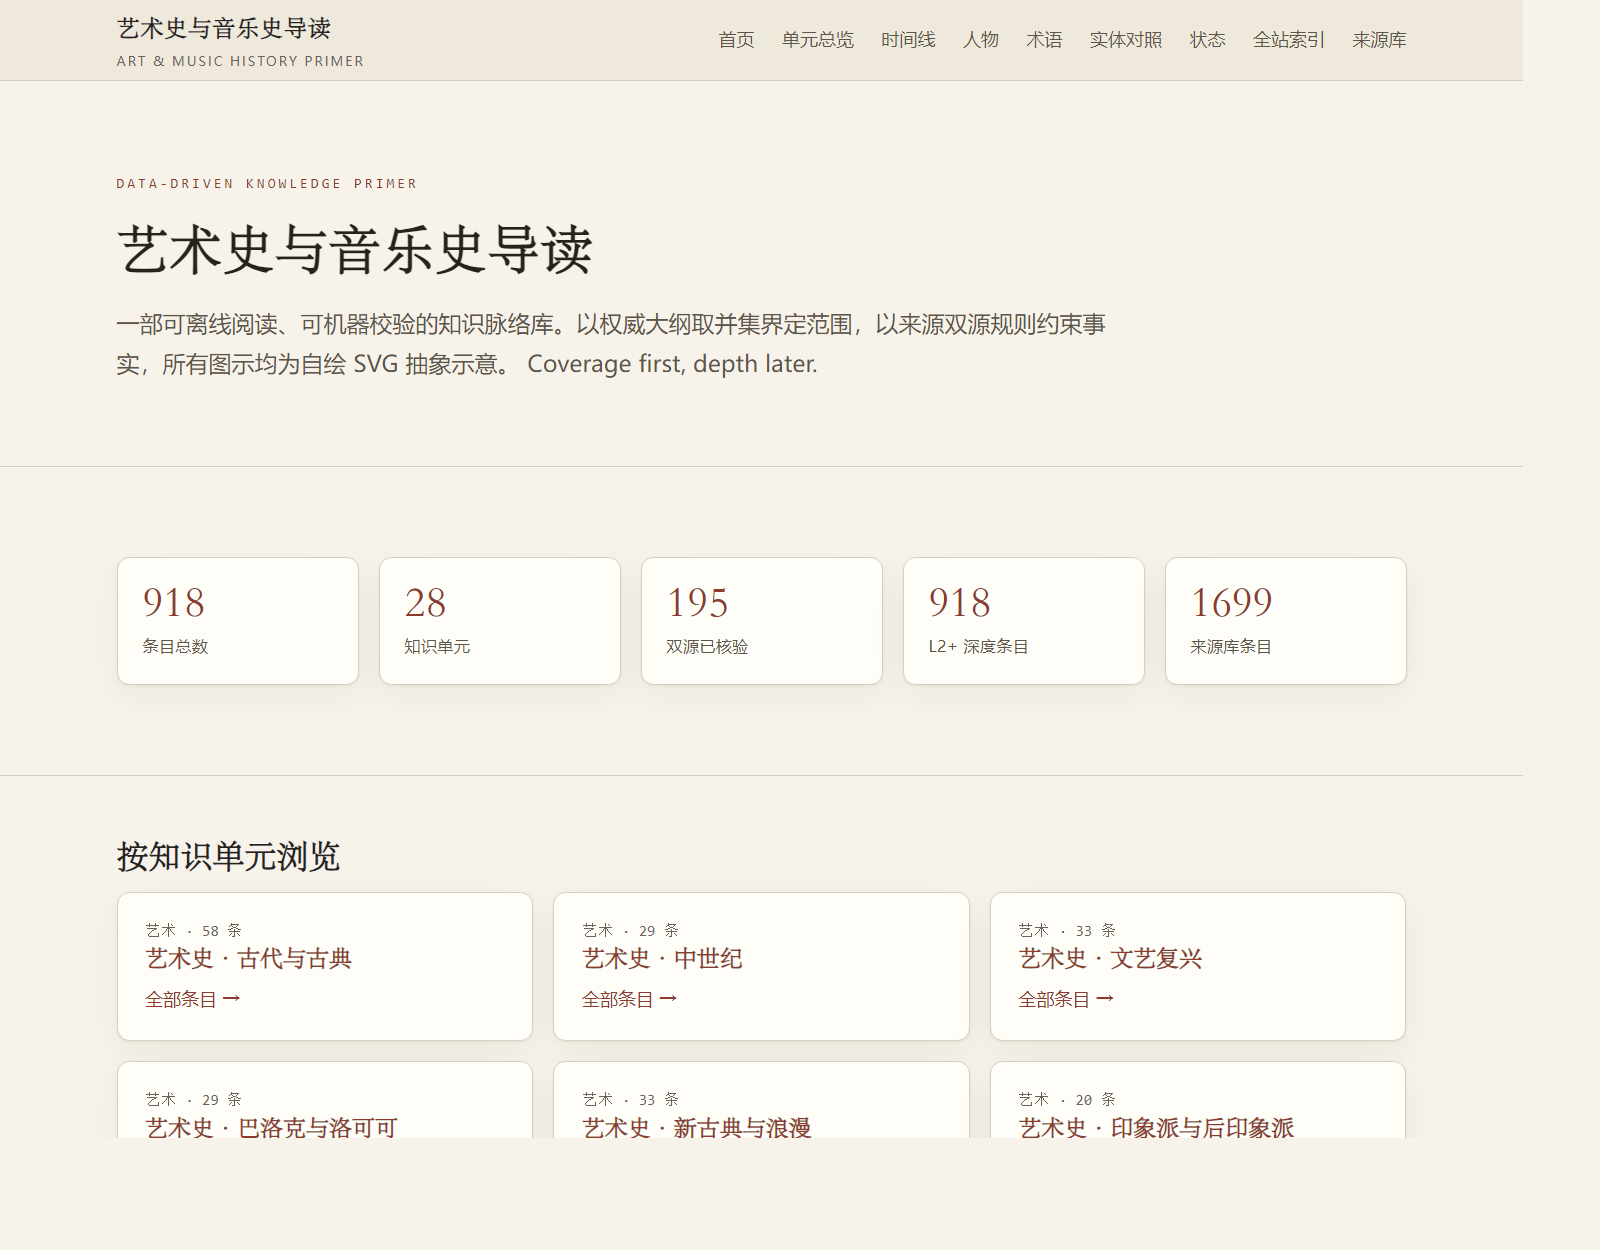 艺术史与音乐史导读
ART & MUSIC HISTORY PRIMER
首页 单元总览 时间线 人物 术语 实体对照 状态 全站索引 来源库
DATA-DRIVEN KNOWLEDGE PRIMER
艺术史与音乐史导读
一部可离线阅读、可机器校验的知识脉络库。以权威大纲取并集界定范围，以来源双源规则约束事
实，所有图示均为自绘 SVG 抽象示意。 Coverage first, depth later.
918
条目总数
28
知识单元
195
双源已核验
918
L2+ 深度条目
1699
来源库条目
按知识单元浏览
艺术 · 58 条
艺术史 · 古代与古典
全部条目 →
艺术 · 29 条
艺术史 · 中世纪
全部条目 →
艺术 · 33 条
艺术史 · 文艺复兴
全部条目 →
艺术 · 29 条
艺术史 · 巴洛克与洛可可
艺术 · 33 条
艺术史 · 新古典与浪漫
艺术 · 20 条
艺术史 · 印象派与后印象派